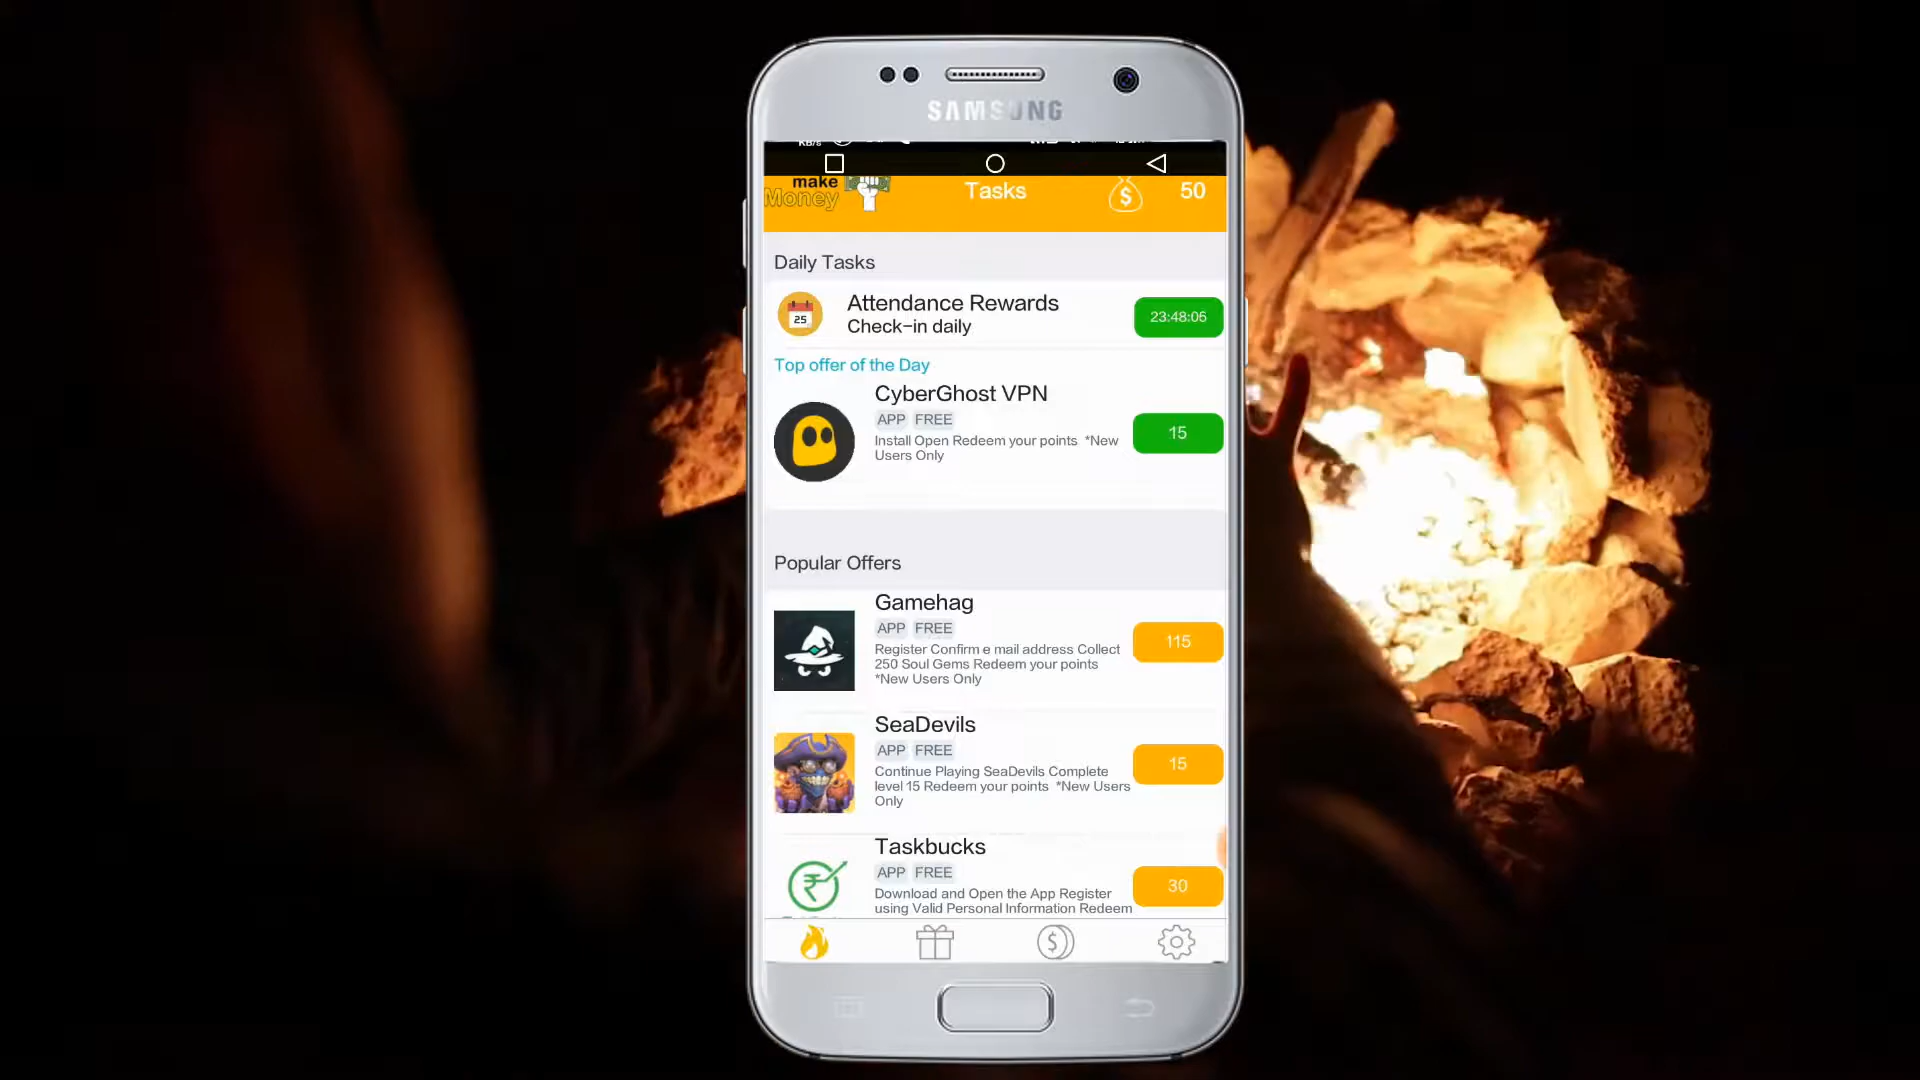 SAMSUNG
KB/s
make
Money
Tasks
50
Daily Tasks
Attendance Rewards
25
Check-in daily
23:48:06
Top offer of the Day
CyberGhost VPN
APP FREE
Install Open Redeem your points *New
Users Only
15
Popular Offers
Gamehag
APP FREE
Register Confirm e mail address Collect
250 Soul Gems Redeem your points
*New Users Only
115
SeaDevils
APP FREE
Continue Playing SeaDevils Complete
level 15 Redeem your points *New Users
Only
15
Taskbucks
APP FREE
Download and Open the App Register
using Valid Personal Information Redeem
30